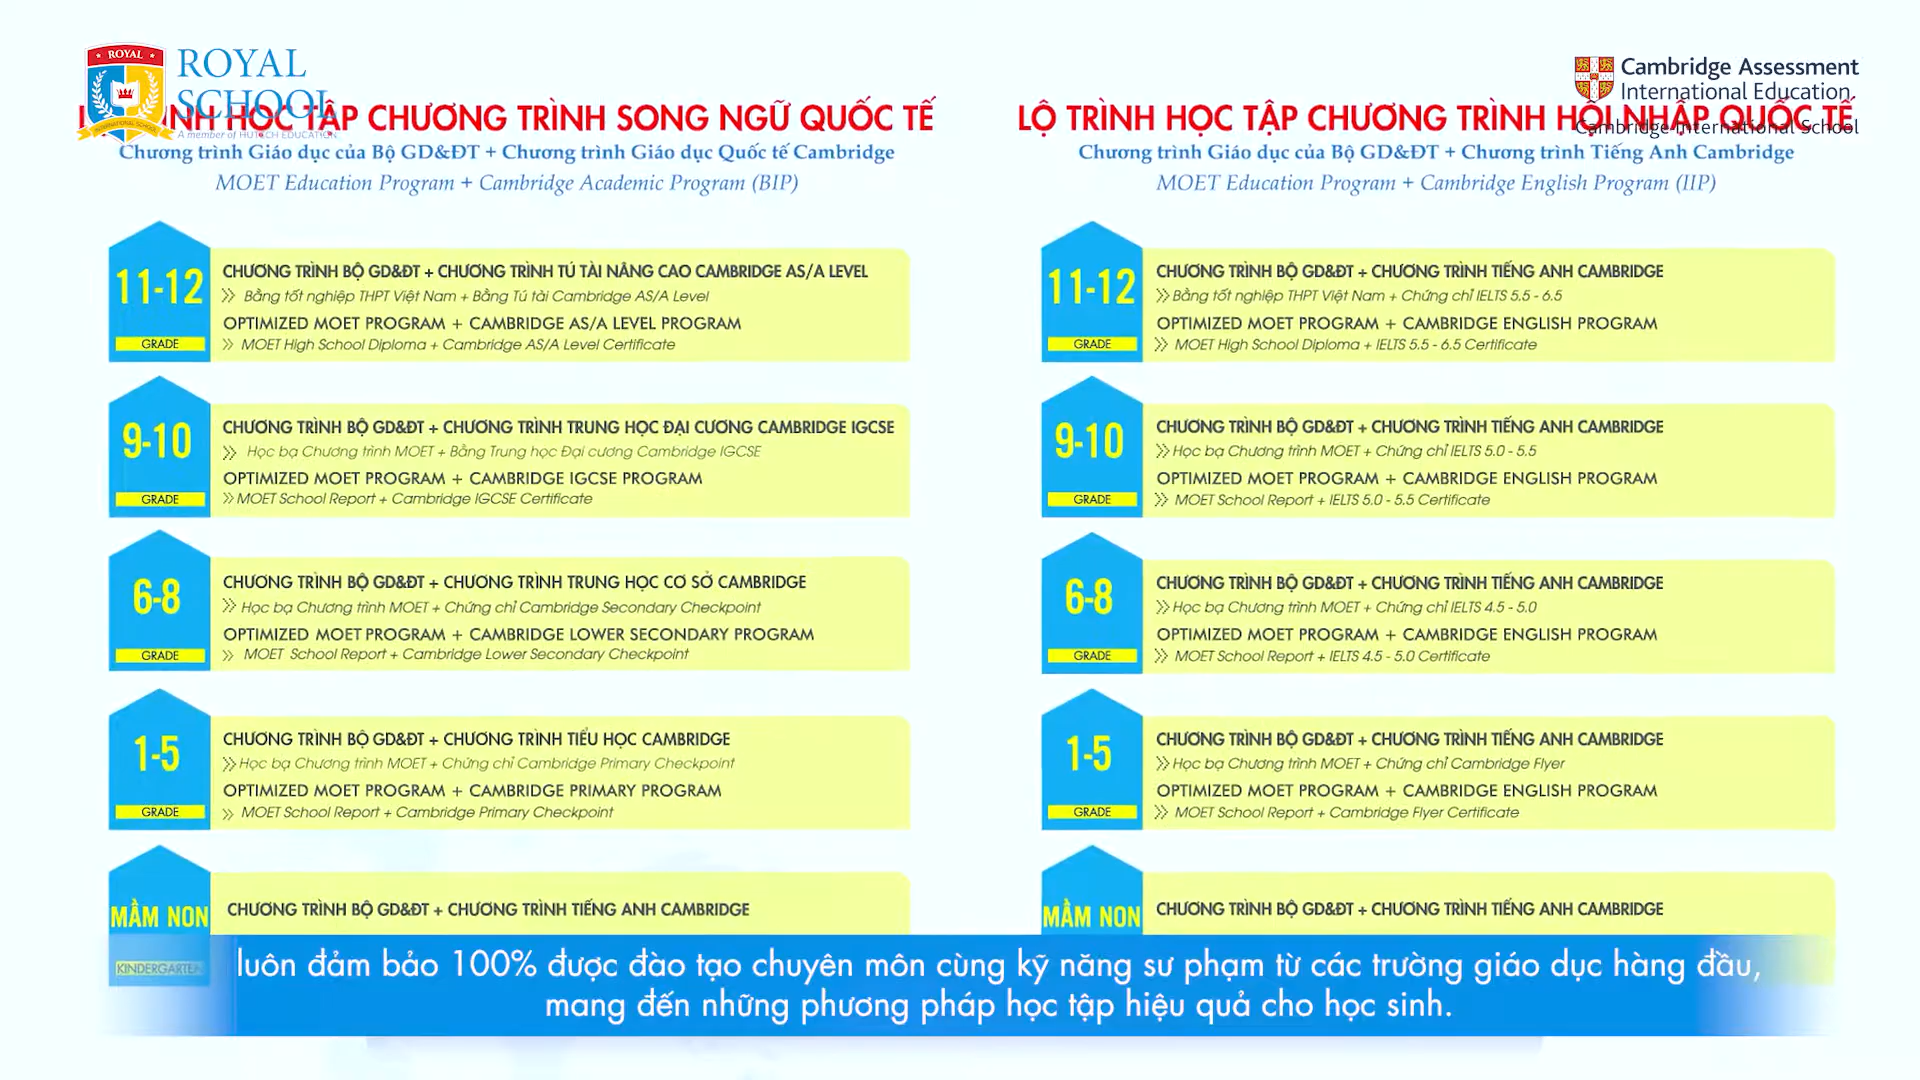 ROYAL
ROYAL
SCHOOL
A member of HUTECH EDUCATION
Cambridge Assessment
International Education
Cambridge International School
HỌC TẬP CHƯƠNG TRÌNH SONG NGỮ QUỐC TẾ
Chương trình Giáo dục của Bộ GD&ĐT + Chương trình Giáo dục Quốc tế Cambridge
MOET Education Program + Cambridge Academic Program (BIP)
11-12
GRADE
CHƯƠNG TRÌNH BỘ GD&ĐT + CHƯƠNG TRÌNH TÚ TÀI NÂNG CAO CAMBRIDGE AS/A LEVEL
Bằng tốt nghiệp THPT Việt Nam + Bằng Tú tài Cambridge AS/A Level
OPTIMIZED MOET PROGRAM + CAMBRIDGE AS/A LEVEL PROGRAM
MOET High School Diploma + Cambridge AS/A Level Certificate
9-10
GRADE
CHƯƠNG TRÌNH BỘ GD&ĐT + CHƯƠNG TRÌNH TRUNG HỌC ĐẠI CƯƠNG CAMBRIDGE IGCSE
Học bạ Chương trình MOET + Bằng Trung học Đại cương Cambridge IGCSE
OPTIMIZED MOET PROGRAM + CAMBRIDGE IGCSE PROGRAM
MOET School Report + Cambridge IGCSE Certificate
6-8
GRADE
CHƯƠNG TRÌNH BỘ GD&ĐT + CHƯƠNG TRÌNH TRUNG HỌC CƠ SỞ CAMBRIDGE
Học bạ Chương trình MOET + Chứng chỉ Cambridge Secondary Checkpoint
OPTIMIZED MOET PROGRAM + CAMBRIDGE LOWER SECONDARY PROGRAM
MOET School Report + Cambridge Lower Secondary Checkpoint
1-5
GRADE
CHƯƠNG TRÌNH BỘ GD&ĐT + CHƯƠNG TRÌNH TIỂU HỌC CAMBRIDGE
Học bạ Chương trình MOET + Chứng chỉ Cambridge Primary Checkpoint
OPTIMIZED MOET PROGRAM + CAMBRIDGE PRIMARY PROGRAM
MOET School Report + Cambridge Primary Checkpoint
MẦM NON
KINDERGARTEN
CHƯƠNG TRÌNH BỘ GD&ĐT + CHƯƠNG TRÌNH TIẾNG ANH CAMBRIDGE
LỘ TRÌNH HỌC TẬP CHƯƠNG TRÌNH HỘI NHẬP QUỐC TẾ
Chương trình Giáo dục của Bộ GD&ĐT + Chương trình Tiếng Anh Cambridge
MOET Education Program + Cambridge English Program (IIP)
11-12
GRADE
CHƯƠNG TRÌNH BỘ GD&ĐT + CHƯƠNG TRÌNH TIẾNG ANH CAMBRIDGE
Bằng tốt nghiệp THPT Việt Nam + Chứng chỉ IELTS 5.5 - 6.5
OPTIMIZED MOET PROGRAM + CAMBRIDGE ENGLISH PROGRAM
MOET High School Diploma + IELTS 5.5 - 6.5 Certificate
9-10
GRADE
CHƯƠNG TRÌNH BỘ GD&ĐT + CHƯƠNG TRÌNH TIẾNG ANH CAMBRIDGE
Học bạ Chương trình MOET + Chứng chỉ IELTS 5.0 - 5.5
OPTIMIZED MOET PROGRAM + CAMBRIDGE ENGLISH PROGRAM
MOET School Report + IELTS 5.0 - 5.5 Certificate
6-8
GRADE
CHƯƠNG TRÌNH BỘ GD&ĐT + CHƯƠNG TRÌNH TIẾNG ANH CAMBRIDGE
Học bạ Chương trình MOET + Chứng chỉ IELTS 4.5 - 5.0
OPTIMIZED MOET PROGRAM + CAMBRIDGE ENGLISH PROGRAM
MOET School Report + IELTS 4.5 - 5.0 Certificate
1-5
GRADE
CHƯƠNG TRÌNH BỘ GD&ĐT + CHƯƠNG TRÌNH TIẾNG ANH CAMBRIDGE
Học bạ Chương trình MOET + Chứng chỉ Cambridge Flyer
OPTIMIZED MOET PROGRAM + CAMBRIDGE ENGLISH PROGRAM
MOET School Report + Cambridge Flyer Certificate
MẦM NON
CHƯƠNG TRÌNH BỘ GD&ĐT + CHƯƠNG TRÌNH TIẾNG ANH CAMBRIDGE
luôn đảm bảo 100% được đào tạo chuyên môn cùng kỹ năng sư phạm từ các trường giáo dục hàng đầu,
mang đến những phương pháp học tập hiệu quả cho học sinh.